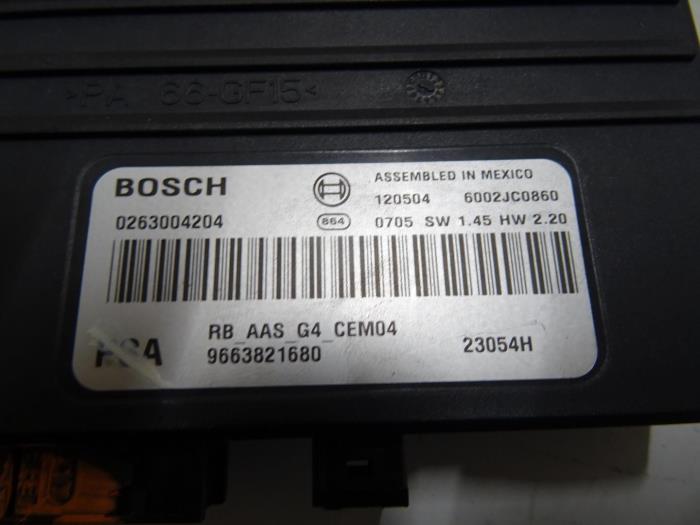 >PA 66-GF15<
BOSCH
ASSEMBLED IN MEXICO
120504 6002JC0860
0263004204
864
0705 SW 1.45 HW 2.20
RB_AAS_G4_CEM04
PSA
9663821680
23054H